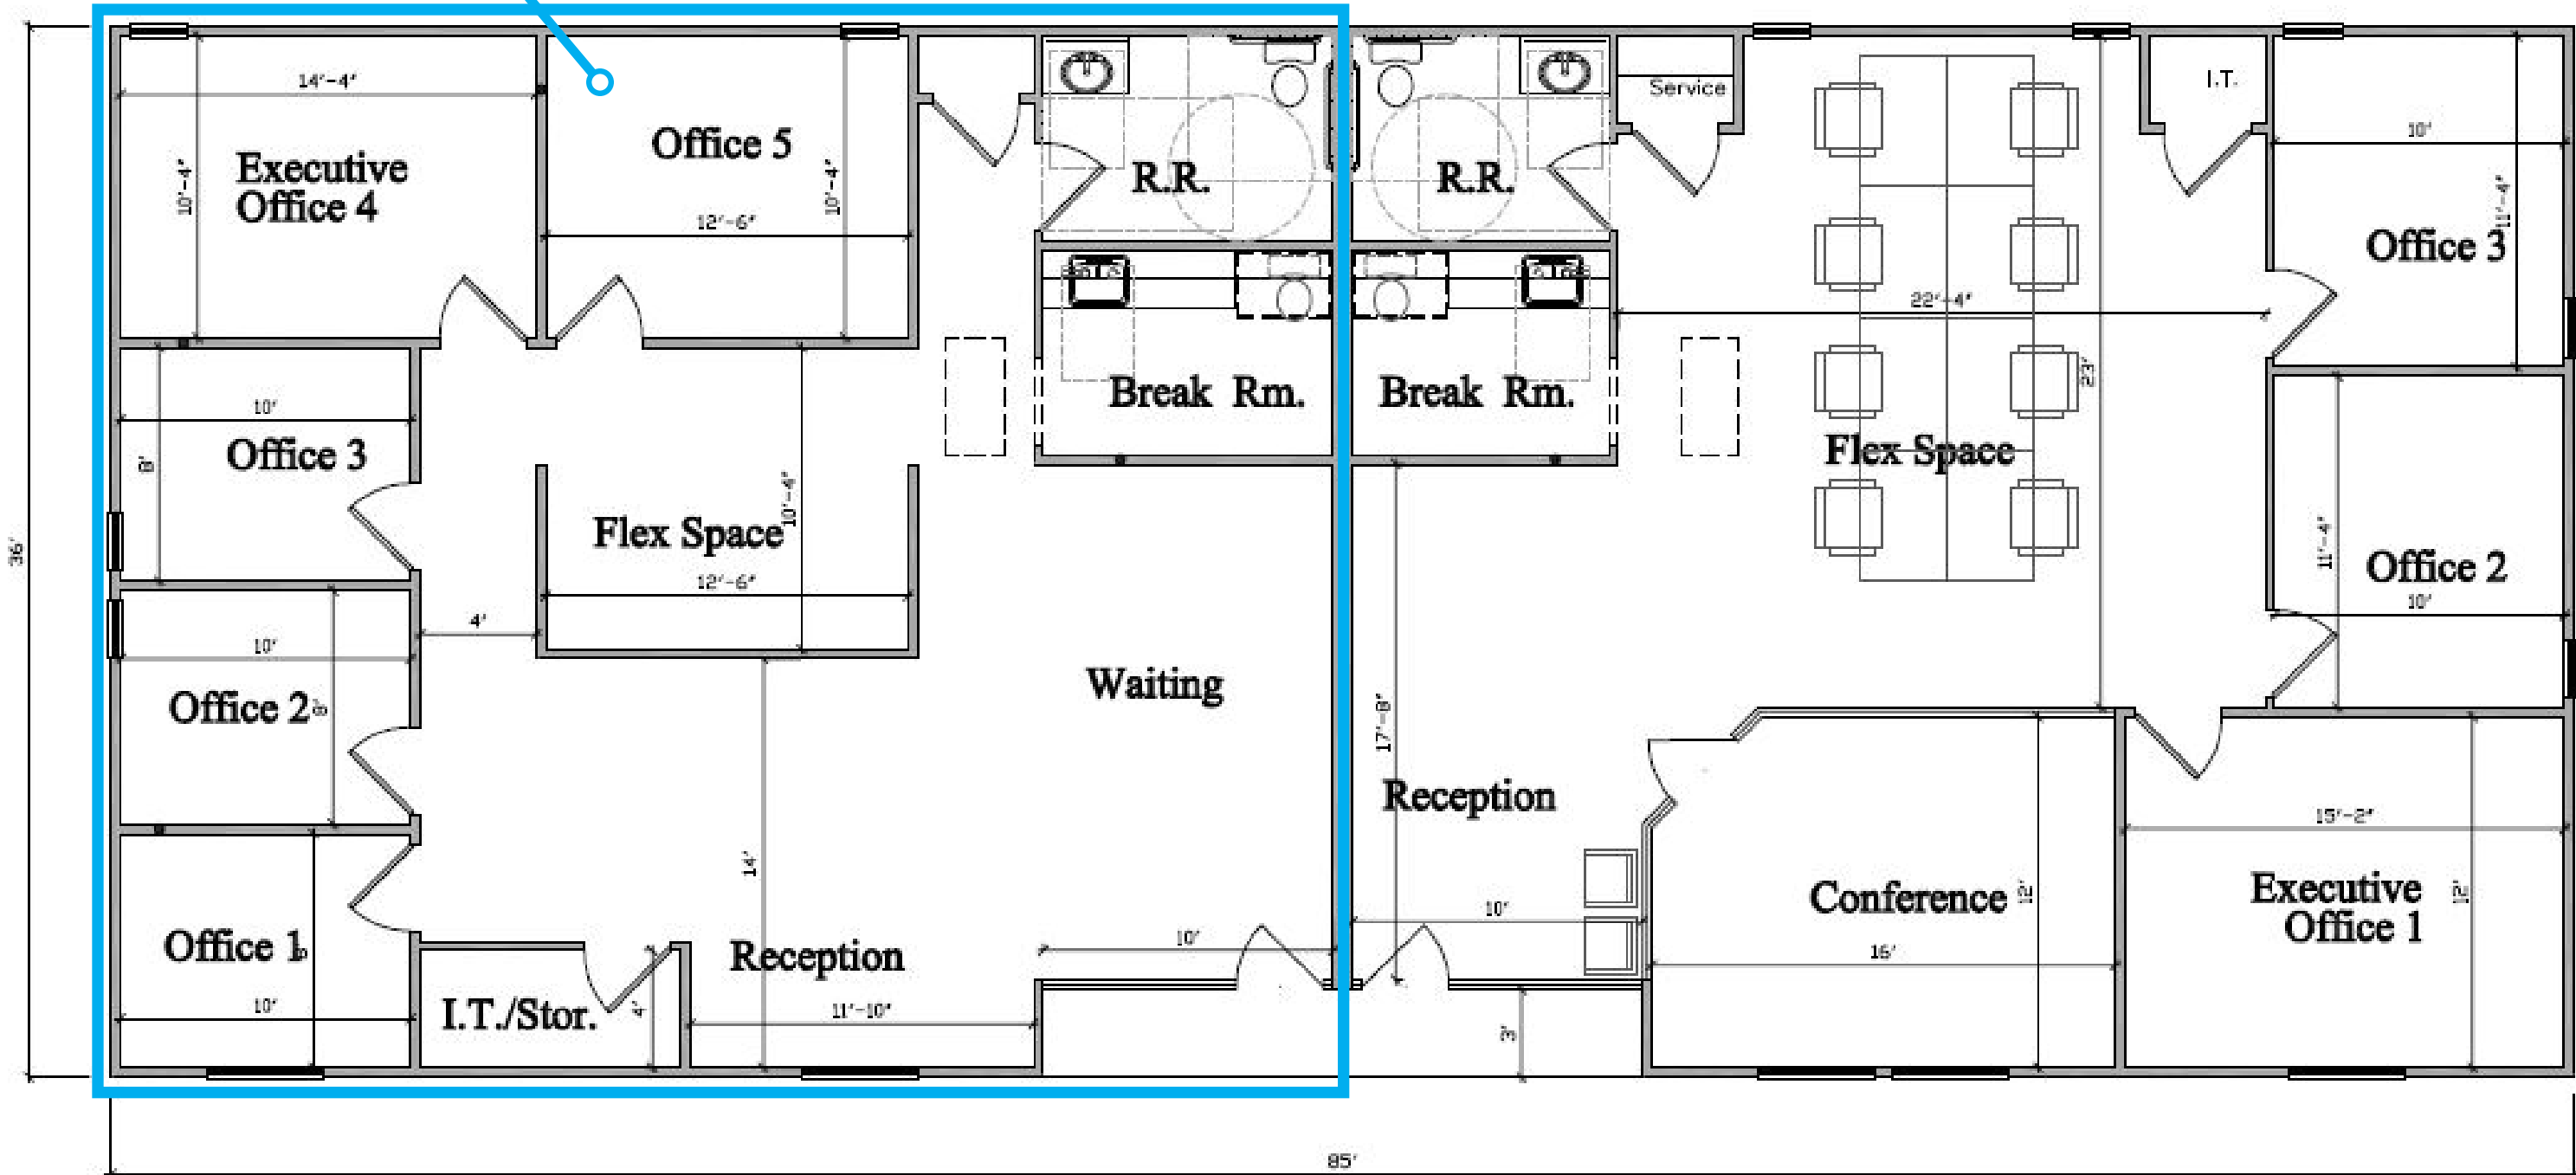 14'-4"
10'-4"
Executive
Office 4
Office 5
12'-6"
10'-4"
R.R.
R.R.
Service
I.T.
10'
11'-4"
Office 3
22'-4"
23'
Break Rm.
Break Rm.
Flex Space
10'
8'
Office 3
10'-4"
Flex Space
12'-6"
4'
36'
11'-4"
Office 2
10'
10'
Office 2
8'
Waiting
17'-8"
Reception
15'-2"
Executive
Office 1
12'
Conference
12'
16'
10'
14'
Office 1
10'
I.T./Stor.
4'
Reception
11'-10"
10'
3'
85'